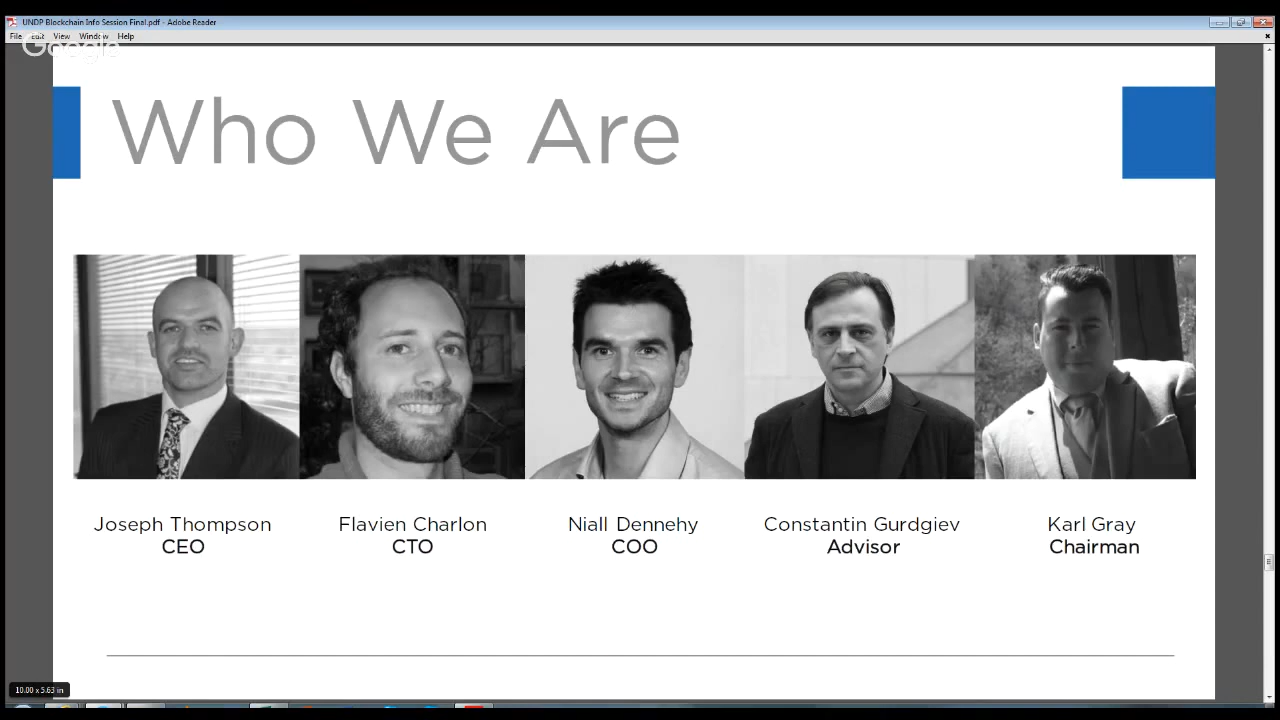 UNDP Blockchain Info Session Final.pdf - Adobe Reader
File Edit View Window Help
Google
Who We Are
Joseph Thompson
CEO
Flavien Charlon
CTO
Niall Dennehy
COO
Constantin Gurdgiev
Advisor
Karl Gray
Chairman
10.00 x 5.63 in